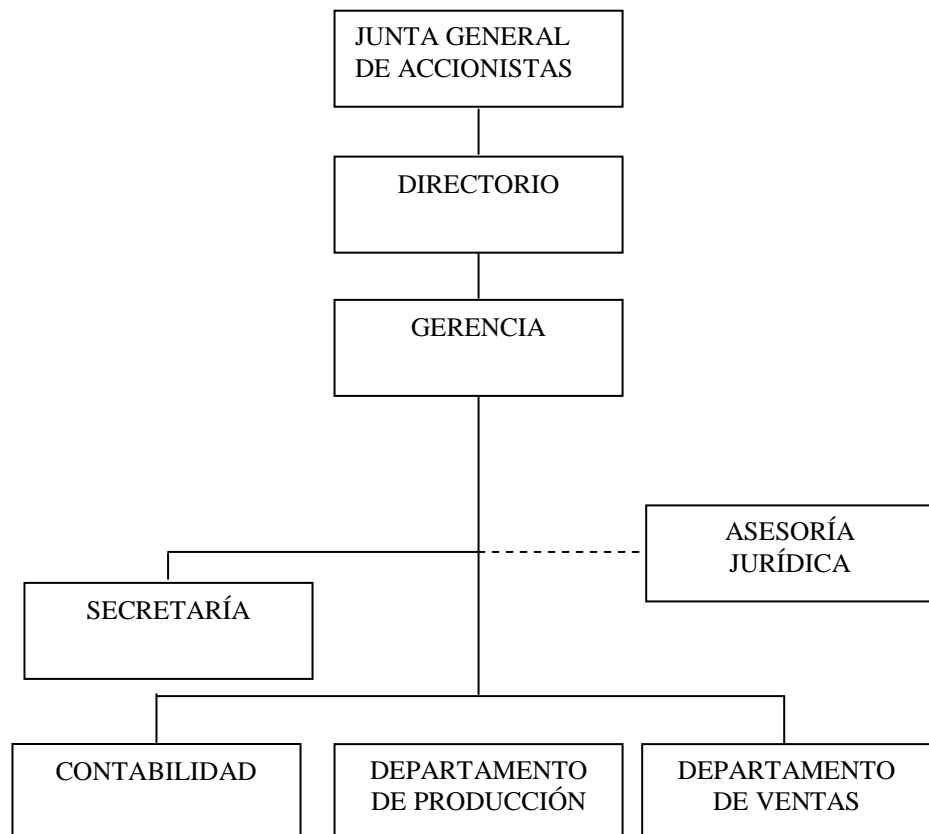 JUNTA GENERAL
DE ACCIONISTAS
DIRECTORIO
GERENCIA
ASESORÍA
JURÍDICA
SECRETARÍA
CONTABILIDAD
DEPARTAMENTO
DE PRODUCCIÓN
DEPARTAMENTO
DE VENTAS